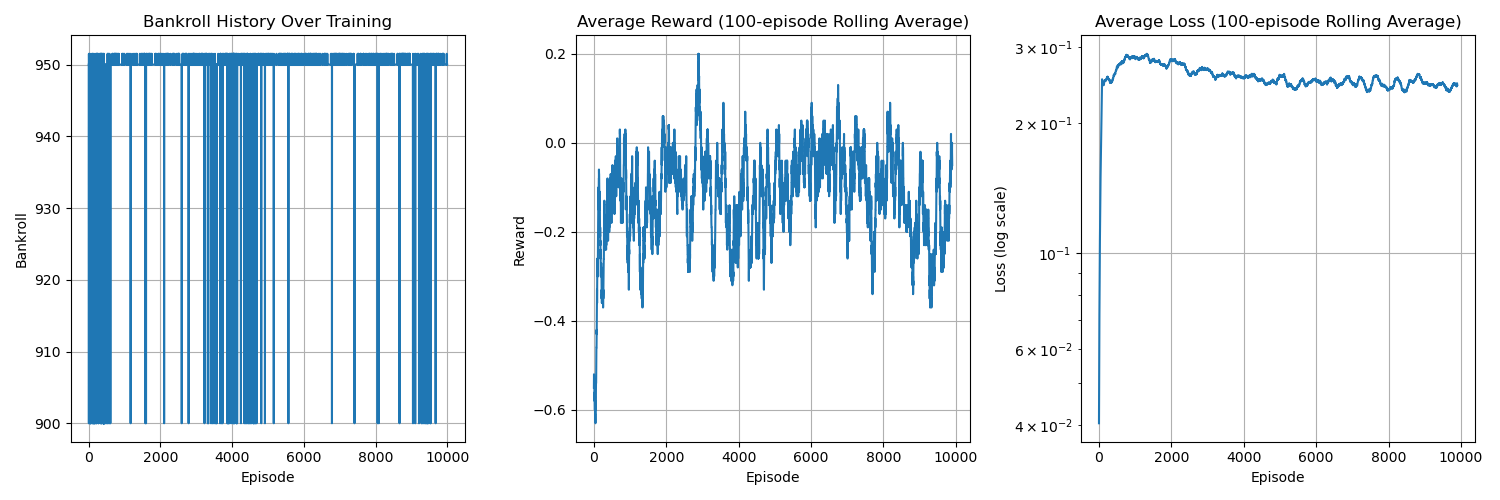 Bankroll History Over Training
Bankroll
950
940
930
920
910
900
0 2000 4000 6000 8000 10000
Episode
Average Reward (100-episode Rolling Average)
Reward
0.2
0.0
−0.2
−0.4
−0.6
0 2000 4000 6000 8000 10000
Episode
Average Loss (100-episode Rolling Average)
Loss (log scale)
3 × 10⁻¹
2 × 10⁻¹
10⁻¹
6 × 10⁻²
4 × 10⁻²
0 2000 4000 6000 8000 10000
Episode